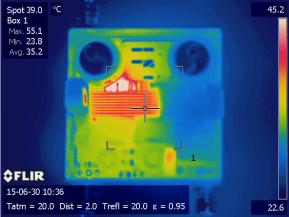 Spot 39.0 °C
45.2
Box 1
Max. 55.1
Min. 23.8
Avg. 35.2
1
FLIR
15-06-30 10:36
22.6
Tatm = 20.0 Dist = 2.0 Trefl = 20.0 ε = 0.95